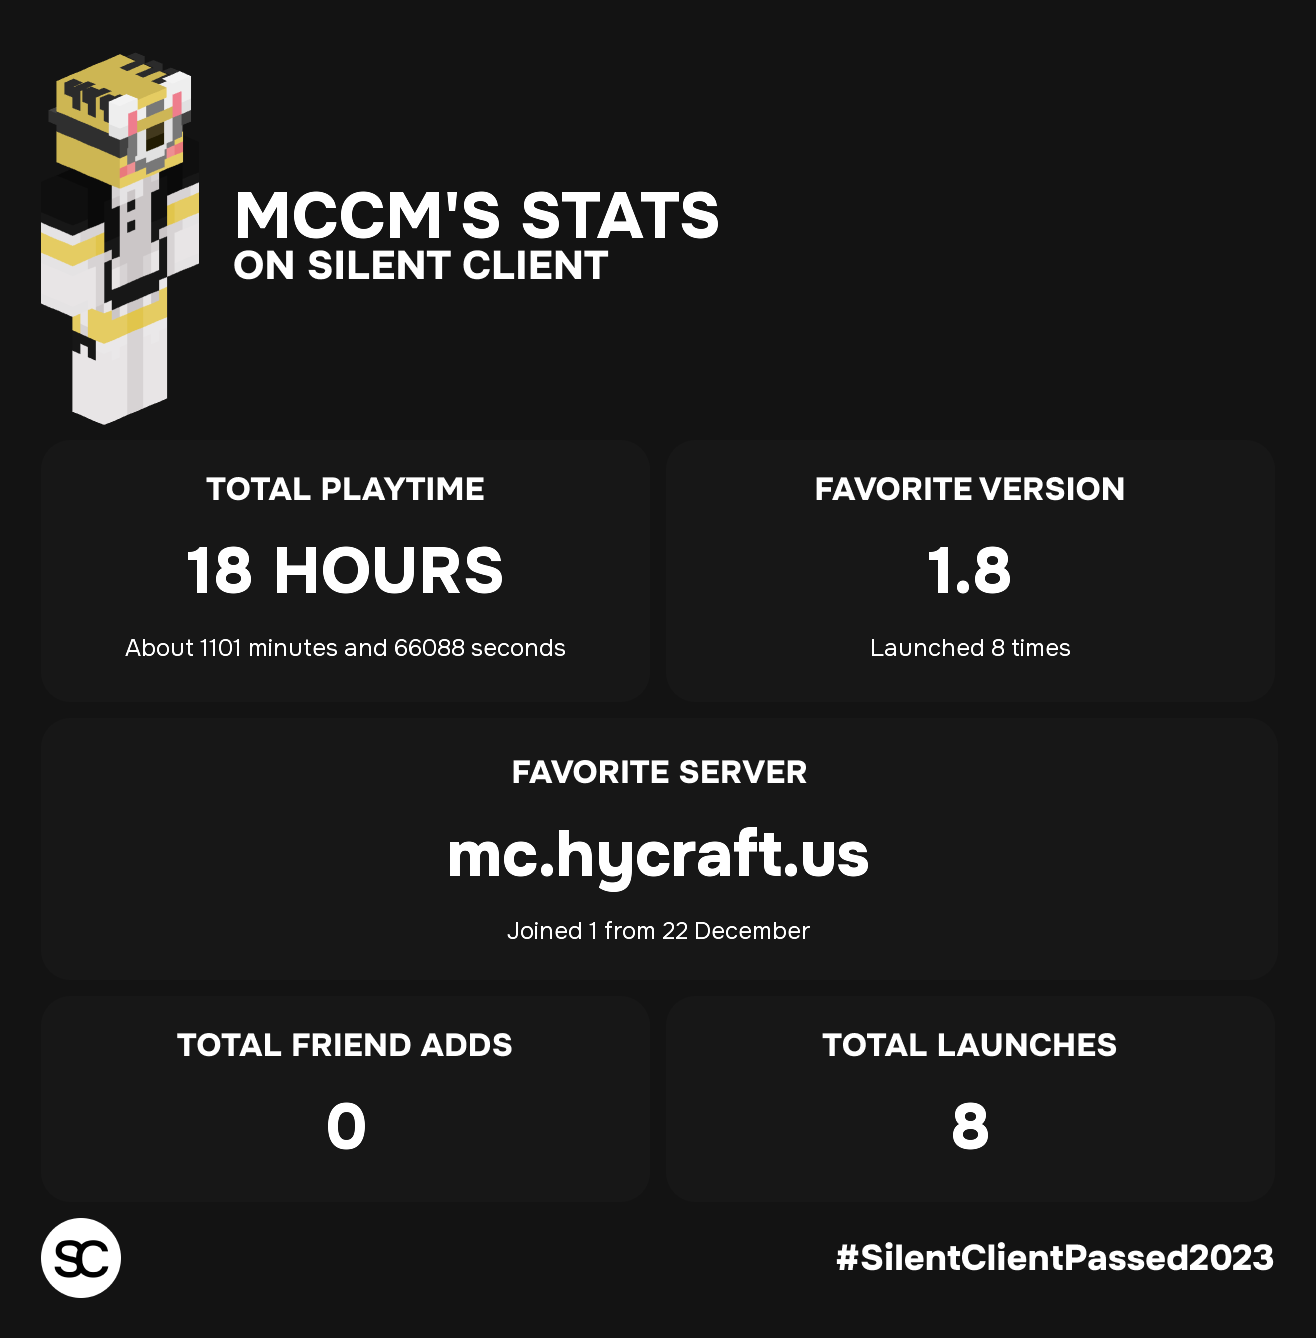 MCCM'S STATS
ON SILENT CLIENT
TOTAL PLAYTIME
18 HOURS
About 1101 minutes and 66088 seconds
FAVORITE VERSION
1.8
Launched 8 times
FAVORITE SERVER
mc.hycraft.us
Joined 1 from 22 December
TOTAL FRIEND ADDS
0
TOTAL LAUNCHES
8
SC
#SilentClientPassed2023